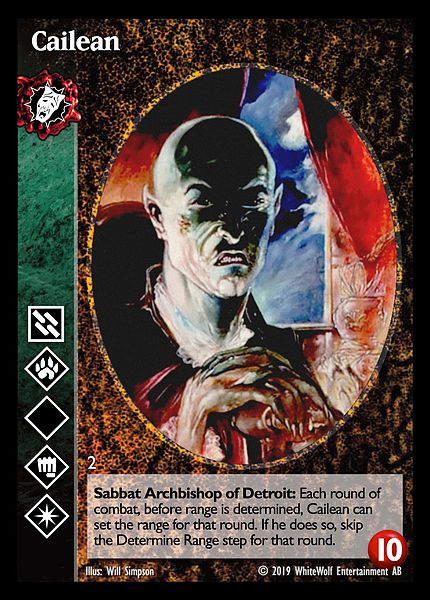 Cailean
2
Sabbat Archbishop of Detroit: Each round of
combat, before range is determined, Cailean can
set the range for that round. If he does so, skip
the Determine Range step for that round.
10
Illus: Will Simpson
© 2019 WhiteWolf Entertainment AB